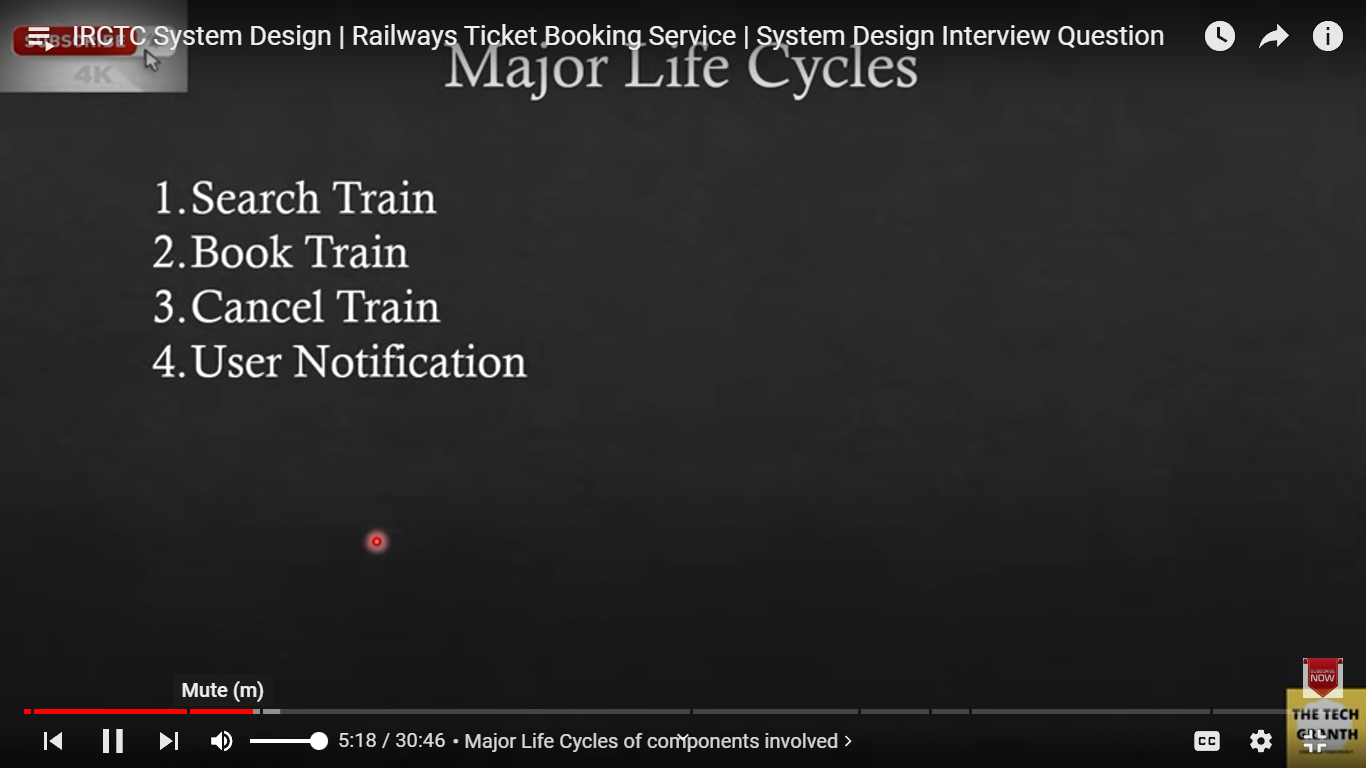 IRCTC System Design | Railways Ticket Booking Service | System Design Interview Question
SUBSCRIBE
4K
Major Life Cycles
1. Search Train
2. Book Train
3. Cancel Train
4. User Notification
SUBSCRIBE
NOW
Mute (m)
THE TECH
GRANTH
5:18 / 30:46 • Major Life Cycles of components involved >
CC